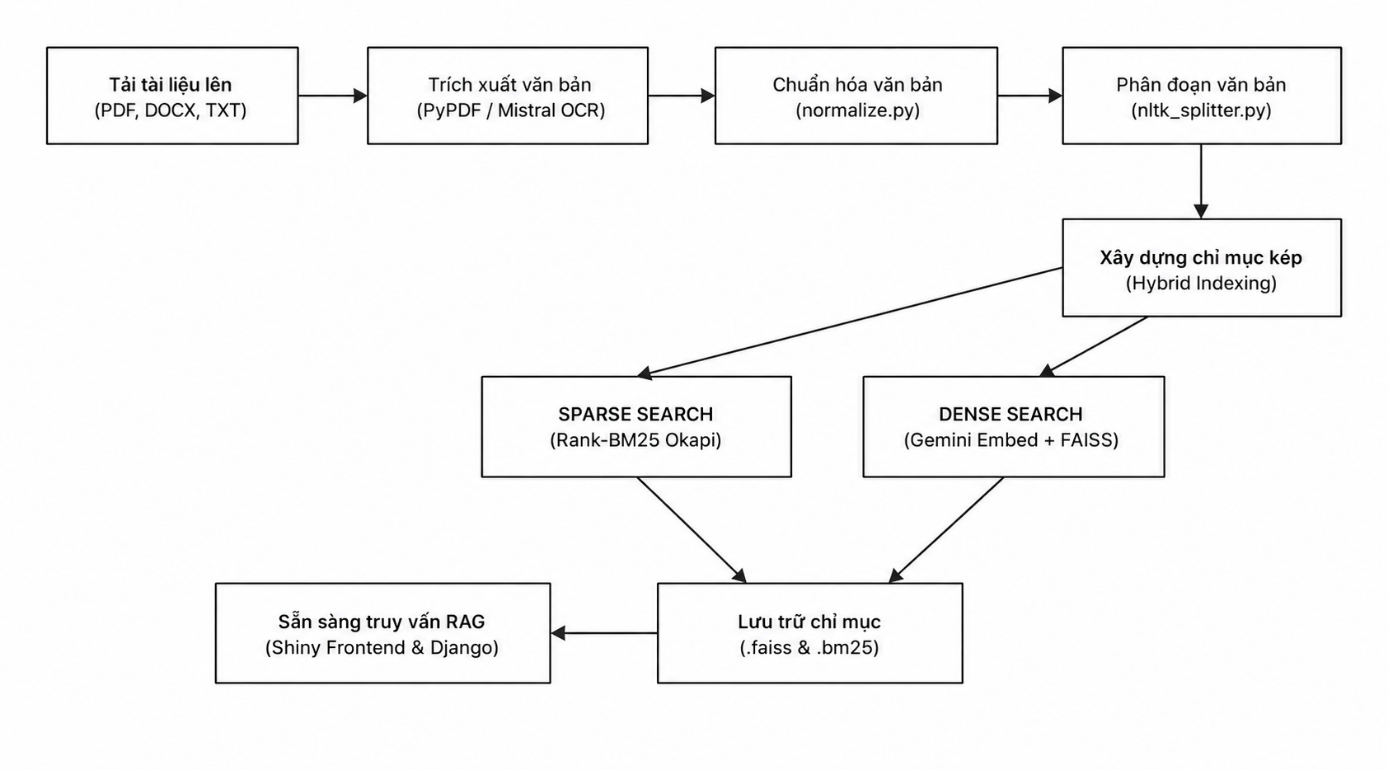 Tải tài liệu lên
(PDF, DOCX, TXT)
Trích xuất văn bản
(PyPDF / Mistral OCR)
Chuẩn hóa văn bản
(normalize.py)
Phân đoạn văn bản
(nltk_splitter.py)
Xây dựng chỉ mục kép
(Hybrid Indexing)
SPARSE SEARCH
(Rank-BM25 Okapi)
DENSE SEARCH
(Gemini Embed + FAISS)
Sẵn sàng truy vấn RAG
(Shiny Frontend & Django)
Lưu trữ chỉ mục
(.faiss & .bm25)